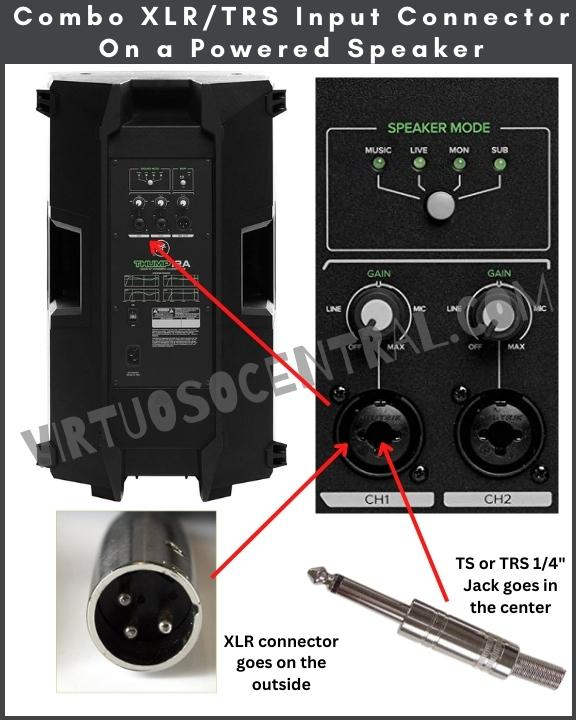 Combo XLR/TRS Input Connector
On a Powered Speaker
SPEAKER MODE
MUSIC LIVE MON SUB
GAIN GAIN
LINE MIC LINE MIC
OFF MAX OFF MAX
NEUTRIK
CH1 CH2
THUMP12A
VIRTUOSOCENTRAL.COM
TS or TRS 1/4"
Jack goes in
the center
XLR connector
goes on the
outside